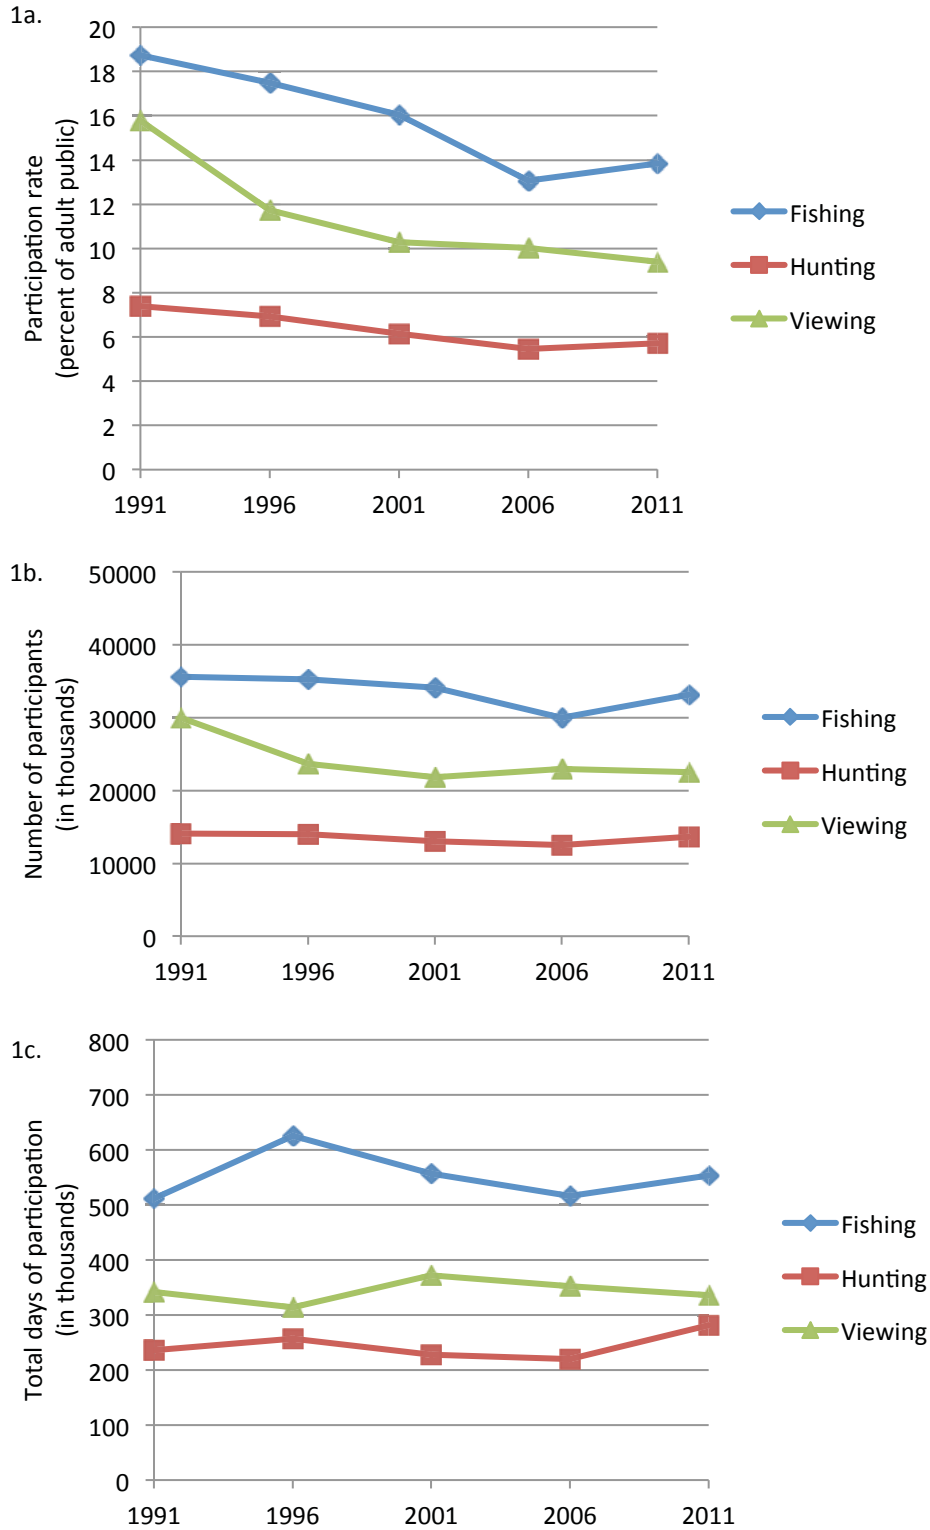 1a.
Participation rate
(percent of adult public)
20
18
16
14
12
10
8
6
4
2
0
1991 1996 2001 2006 2011
Fishing
Hunting
Viewing
1b.
Number of participants
(in thousands)
50000
40000
30000
20000
10000
0
1991 1996 2001 2006 2011
Fishing
Hunting
Viewing
1c.
Total days of participation
(in thousands)
800
700
600
500
400
300
200
100
0
1991 1996 2001 2006 2011
Fishing
Hunting
Viewing